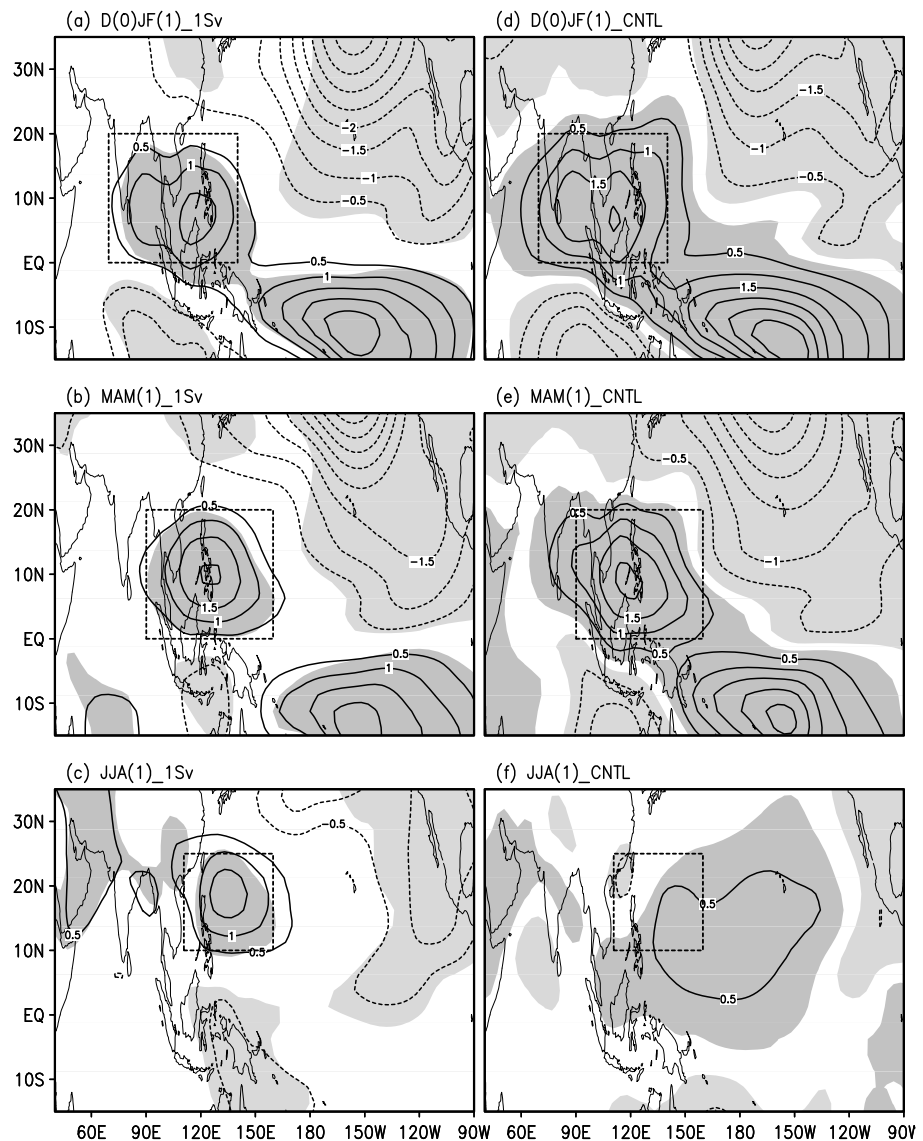 (a) D(0)JF(1)_1Sv
(d) D(0)JF(1)_CNTL
30N
20N
10N
EQ
10S
0.5
1
-2
-1.5
-1
-0.5
0.5
1
0.5
1
1.5
-1.5
-1
-0.5
0.5
1
1.5
(b) MAM(1)_1Sv
(e) MAM(1)_CNTL
30N
20N
10N
EQ
10S
0.5
1.5
1
-1.5
0.5
1
-0.5
0.5
-1
1.5
1
0.5
0.5
(c) JJA(1)_1Sv
(f) JJA(1)_CNTL
30N
20N
10N
EQ
10S
-0.5
0.5
1
0.5
0.5
0.5
60E 90E 120E 150E 180 150W 120W 90W 60E 90E 120E 150E 180 150W 120W 90W